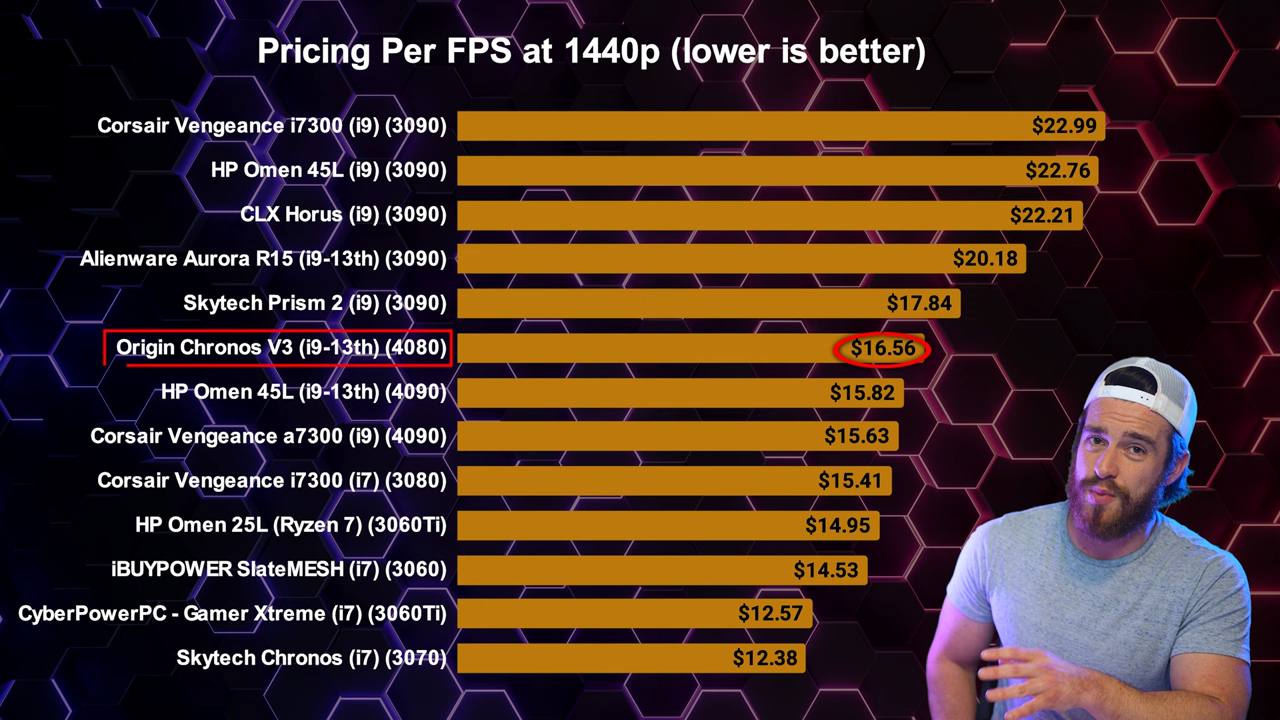 Pricing Per FPS at 1440p (lower is better)
Corsair Vengeance i7300 (i9) (3090) $22.99
HP Omen 45L (i9) (3090) $22.76
CLX Horus (i9) (3090) $22.21
Alienware Aurora R15 (i9-13th) (3090) $20.18
Skytech Prism 2 (i9) (3090) $17.84
Origin Chronos V3 (i9-13th) (4080) $16.56
HP Omen 45L (i9-13th) (4090) $15.82
Corsair Vengeance a7300 (i9) (4090) $15.63
Corsair Vengeance i7300 (i7) (3080) $15.41
HP Omen 25L (Ryzen 7) (3060Ti) $14.95
iBUYPOWER SlateMESH (i7) (3060) $14.53
CyberPowerPC - Gamer Xtreme (i7) (3060Ti) $12.57
Skytech Chronos (i7) (3070) $12.38